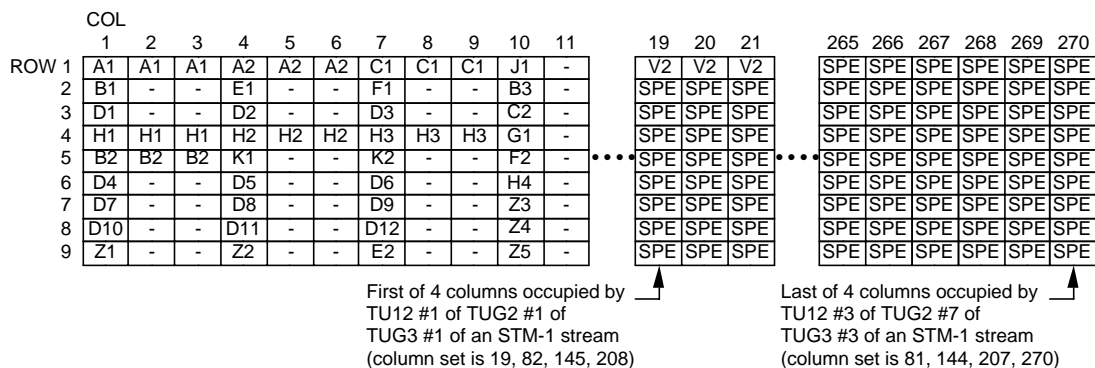 COL
1 2 3 4 5 6 7 8 9 10 11 19 20 21 265 266 267 268 269 270
ROW 1 A1 A1 A1 A2 A2 A2 C1 C1 C1 J1 - V2 V2 V2 SPE SPE SPE SPE SPE SPE
2 B1 - - E1 - - F1 - - B3 - SPE SPE SPE SPE SPE SPE SPE SPE SPE
3 D1 - - D2 - - D3 - - C2 - SPE SPE SPE SPE SPE SPE SPE SPE SPE
4 H1 H1 H1 H2 H2 H2 H3 H3 H3 G1 - SPE SPE SPE SPE SPE SPE SPE SPE SPE
5 B2 B2 B2 K1 - - K2 - - F2 - •••• SPE SPE SPE •••• SPE SPE SPE SPE SPE SPE
6 D4 - - D5 - - D6 - - H4 - SPE SPE SPE SPE SPE SPE SPE SPE SPE
7 D7 - - D8 - - D9 - - Z3 - SPE SPE SPE SPE SPE SPE SPE SPE SPE
8 D10 - - D11 - - D12 - - Z4 - SPE SPE SPE SPE SPE SPE SPE SPE SPE
9 Z1 - - Z2 - - E2 - - Z5 - SPE SPE SPE SPE SPE SPE SPE SPE SPE
First of 4 columns occupied by
TU12 #1 of TUG2 #1 of
TUG3 #1 of an STM-1 stream
(column set is 19, 82, 145, 208)
Last of 4 columns occupied by
TU12 #3 of TUG2 #7 of
TUG3 #3 of an STM-1 stream
(column set is 81, 144, 207, 270)